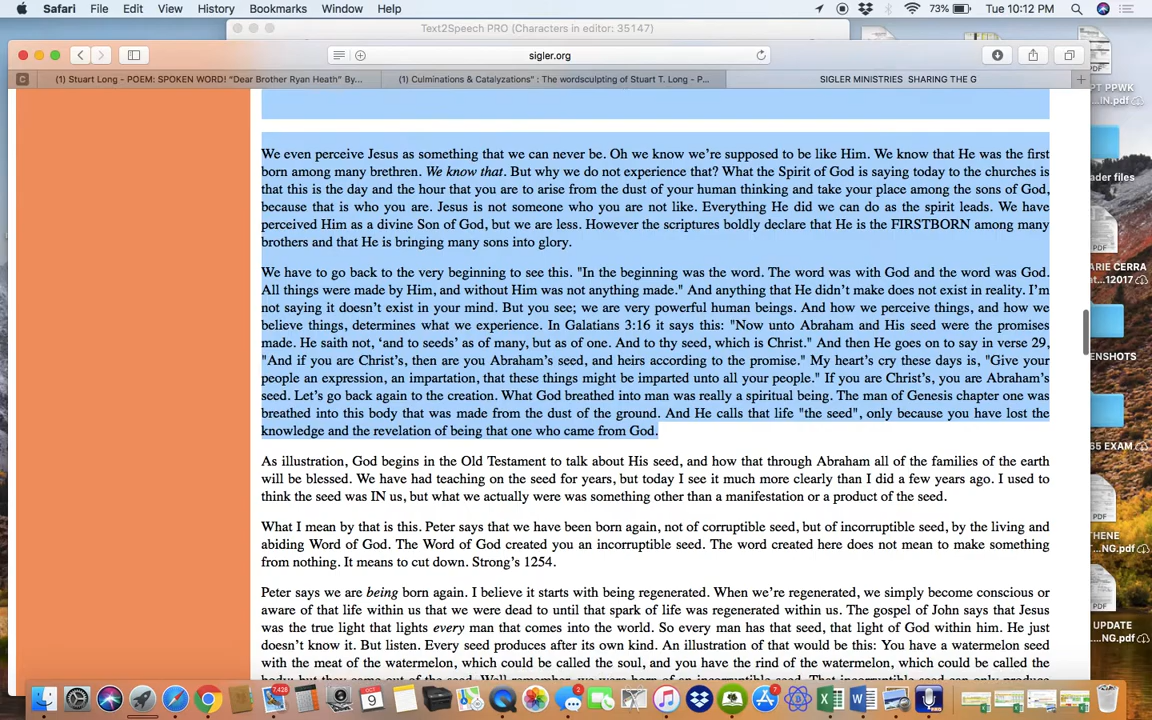 Safari File Edit View History Bookmarks Window Help 73% Tue 10:12 PM
Text2Speech PRO (Characters in editor: 35147)
sigler.org
(1) Stuart Long - POEM: SPOKEN WORD! "Dear Brother Ryan Heath" By...
(1) Culminations & Catalyzations" : The wordsculpting of Stuart T. Long - P...
SIGLER MINISTRIES SHARING THE G
We even perceive Jesus as something that we can never be. Oh we know we're supposed to be like Him. We know that He was the first
born among many brethren. We know that. But why we do not experience that? What the Spirit of God is saying today to the churches is
that this is the day and the hour that you are to arise from the dust of your human thinking and take your place among the sons of God,
because that is who you are. Jesus is not someone who you are not like. Everything He did we can do as the spirit leads. We have
perceived Him as a divine Son of God, but we are less. However the scriptures boldly declare that He is the FIRSTBORN among many
brothers and that He is bringing many sons into glory.
We have to go back to the very beginning to see this. "In the beginning was the word. The word was with God and the word was God.
All things were made by Him, and without Him was not anything made." And anything that He didn't make does not exist in reality. I'm
not saying it doesn't exist in your mind. But you see; we are very powerful human beings. And how we perceive things, and how we
believe things, determines what we experience. In Galatians 3:16 it says this: "Now unto Abraham and His seed were the promises
made. He saith not, 'and to seeds' as of many, but as of one. And to thy seed, which is Christ." And then He goes on to say in verse 29,
"And if you are Christ's, then are you Abraham's seed, and heirs according to the promise." My heart's cry these days is, "Give your
people an expression, an impartation, that these things might be imparted unto all your people." If you are Christ's, you are Abraham's
seed. Let's go back again to the creation. What God breathed into man was really a spiritual being. The man of Genesis chapter one was
breathed into this body that was made from the dust of the ground. And He calls that life "the seed", only because you have lost the
knowledge and the revelation of being that one who came from God.
As illustration, God begins in the Old Testament to talk about His seed, and how that through Abraham all of the families of the earth
will be blessed. We have had teaching on the seed for years, but today I see it much more clearly than I did a few years ago. I used to
think the seed was IN us, but what we actually were was something other than a manifestation or a product of the seed.
What I mean by that is this. Peter says that we have been born again, not of corruptible seed, but of incorruptible seed, by the living and
abiding Word of God. The Word of God created you an incorruptible seed. The word created here does not mean to make something
from nothing. It means to cut down. Strong's 1254.
Peter says we are being born again. I believe it starts with being regenerated. When we're regenerated, we simply become conscious or
aware of that life within us that we were dead to until that spark of life was regenerated within us. The gospel of John says that Jesus
was the true light that lights every man that comes into the world. So every man has that seed, that light of God within him. He just
doesn't know it. But listen. Every seed produces after its own kind. An illustration of that would be this: You have a watermelon seed
with the meat of the watermelon, which could be called the soul, and you have the rind of the watermelon, which could be called the
PT PPWK
IN.pdf
ader files
PDF
ARIE CERRA
12017
ENSHOTS
65 EXAM
PDF
THENE
NG.pdf
PDF
UPDATE
NG.pdf
7,428
OCT
9
2
7